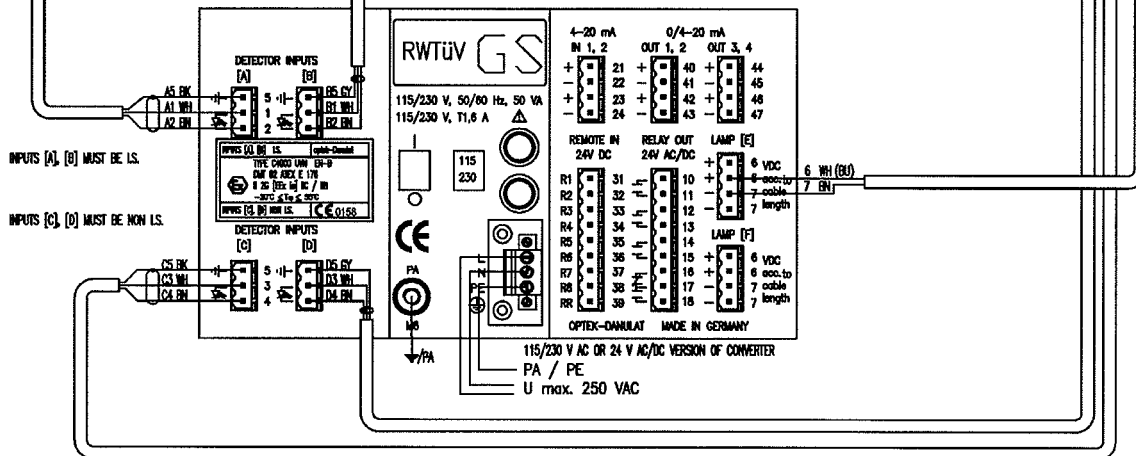 DETECTOR INPUTS
[A] [B]
A5 BK
A1 WH
A2 BN
5
1
2
B5 GY
B1 WH
B2 BN
INPUTS [A], [B] MUST BE I.S.
INPUTS [A], [B] I.S. optek-Danulat
TYPE C4000
EX
INPUTS [C], [D] NON I.S. CE 0158
INPUTS [C], [D] MUST BE NON I.S.
DETECTOR INPUTS
[C] [D]
C5 BK
C3 WH
C4 BN
5
3
4
D5 GY
D3 WH
D4 BN
RWTüV GS
115/230 V, 50/60 Hz, 50 VA
115/230 V, T1,6 A
115
230
CE
PA
M6
/PA
L
N
PE
4-20 mA
IN 1, 2
+ 21
- 22
+ 23
- 24
0/4-20 mA
OUT 1, 2 OUT 3, 4
+ 40 + 44
- 41 - 45
+ 42 + 46
- 43 - 47
REMOTE IN
24V DC
R1 31
R2 32
R3 33
R4 34
R5 35
R6 36
R7 37
R8 38
RR 39
RELAY OUT
24V AC/DC
10
11
12
13
14
15
16
17
18
LAMP [E]
+ 6 VDC
+ 6 acc.to
- 7 cable
- 7 length
6 WH (BU)
7 BN
LAMP [F]
+ 6 VDC
+ 6 acc.to
- 7 cable
- 7 length
OPTEK-DANULAT MADE IN GERMANY
115/230 V AC OR 24 V AC/DC VERSION OF CONVERTER
PA / PE
U max. 250 VAC